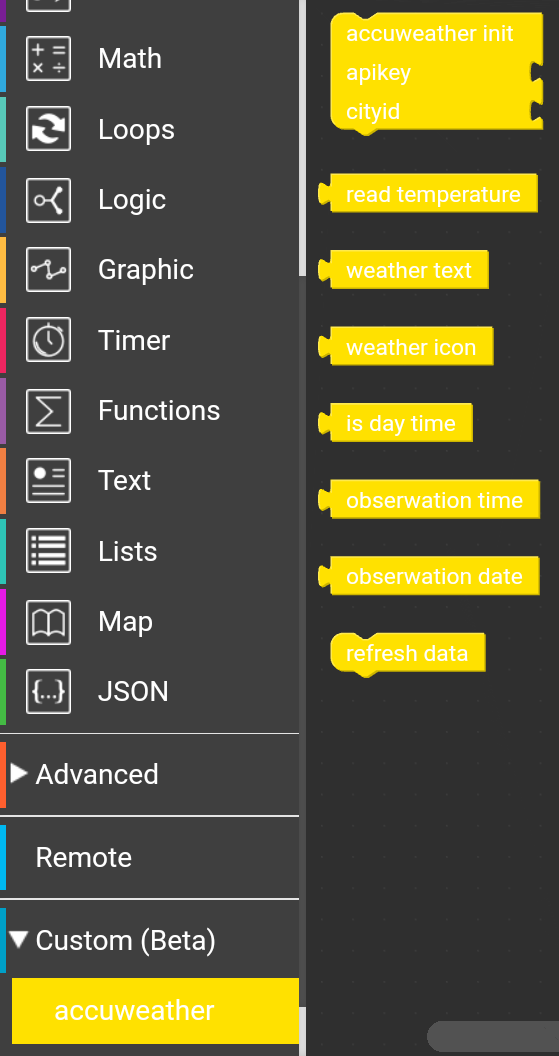 Math
Loops
Logic
Graphic
Timer
Functions
Text
Lists
Map
{...}
JSON
Advanced
Remote
Custom (Beta)
accuweather
accuweather init
apikey
cityid
read temperature
weather text
weather icon
is day time
obserwation time
obserwation date
refresh data